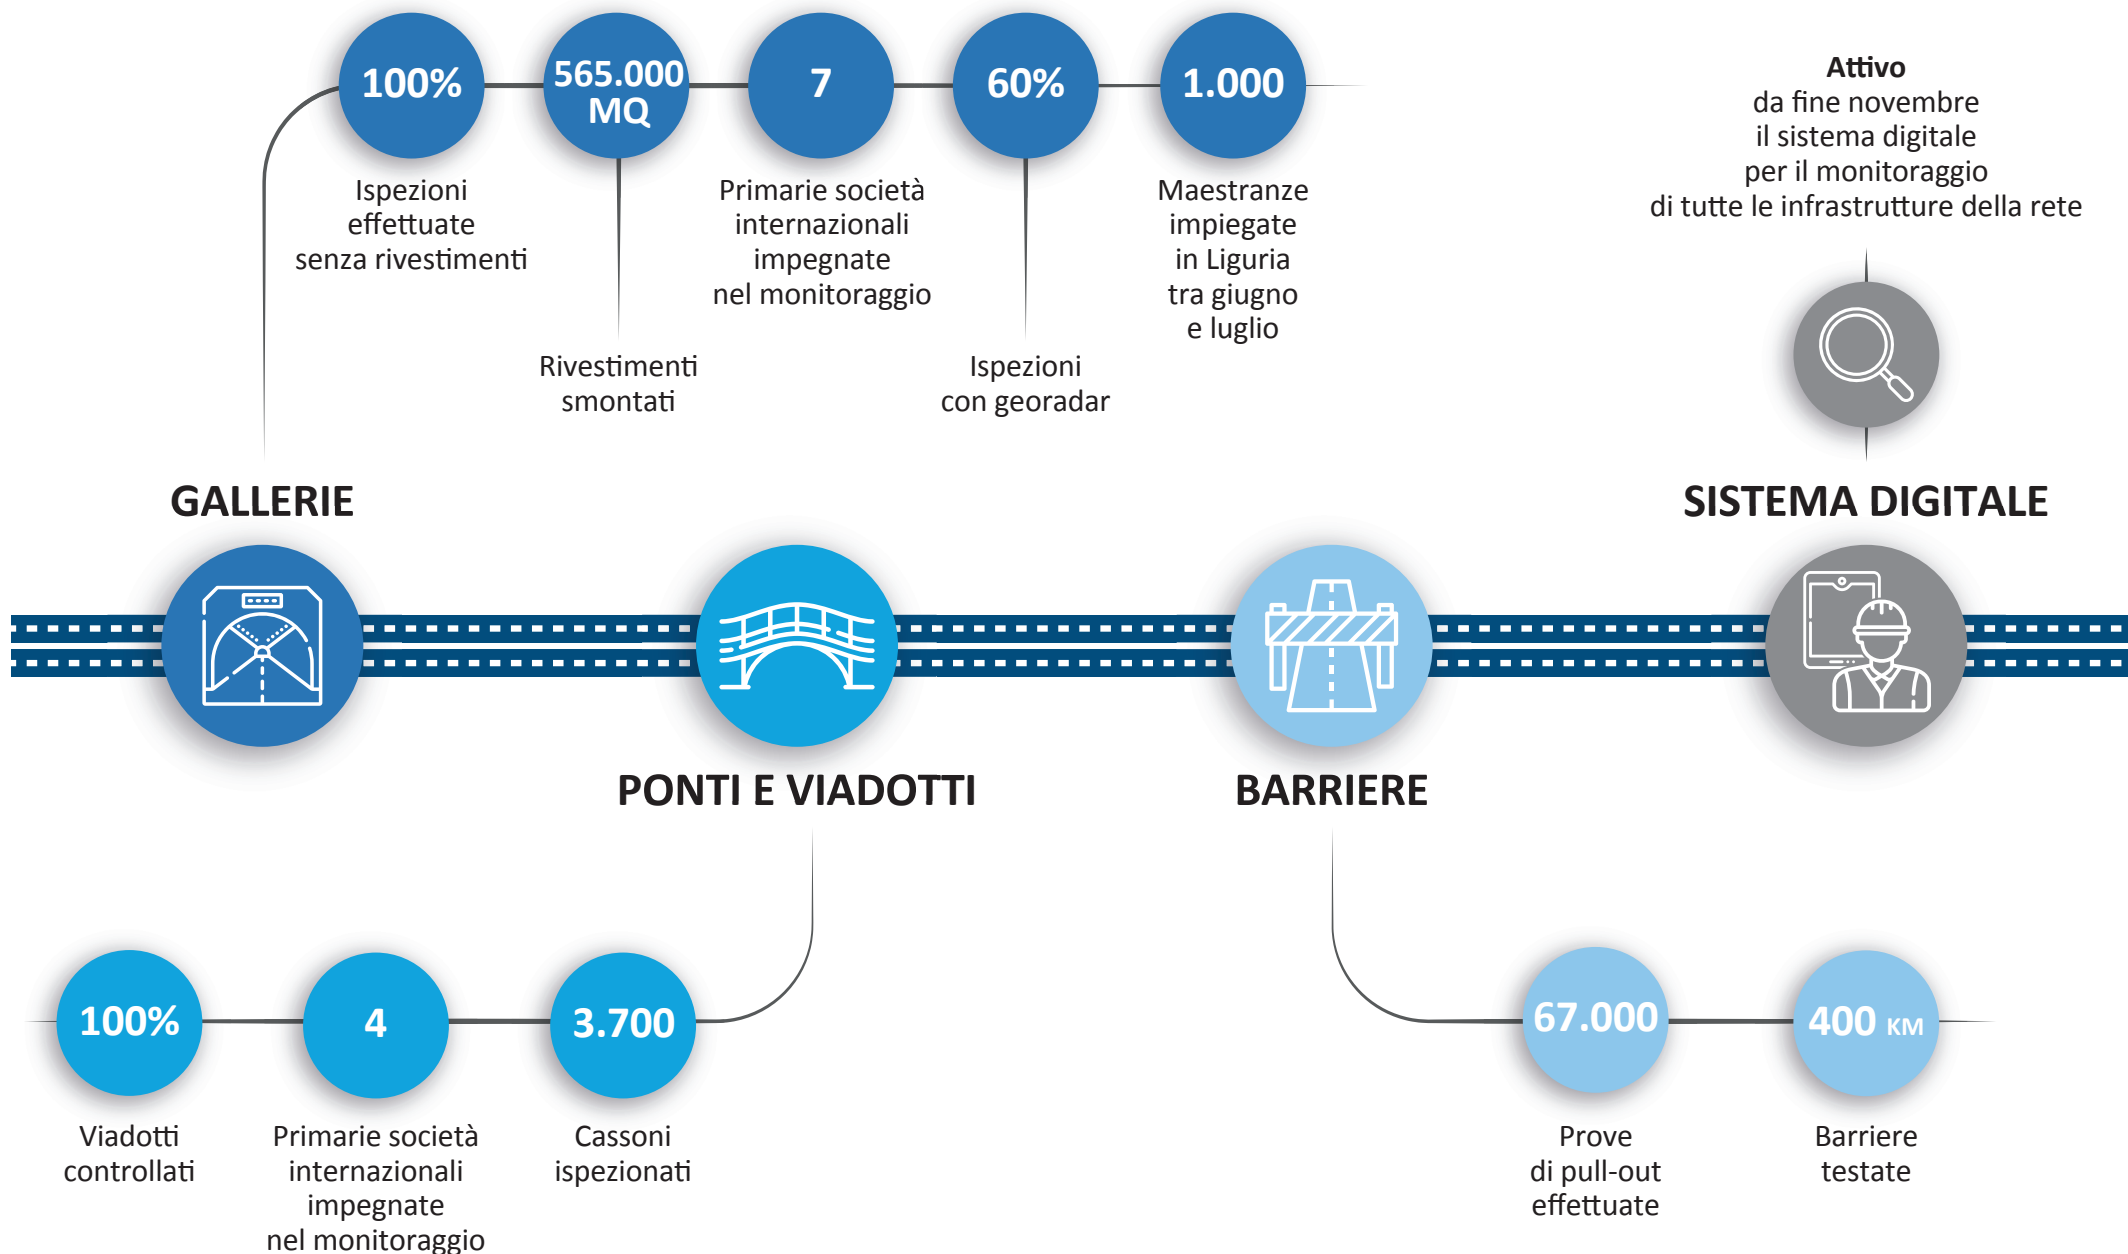 100%
Ispezioni
effettuate
senza rivestimenti
565.000
MQ
Rivestimenti
smontati
7
Primarie società
internazionali
impegnate
nel monitoraggio
60%
Ispezioni
con georadar
1.000
Maestranze
impiegate
in Liguria
tra giugno
e luglio
Attivo
da fine novembre
il sistema digitale
per il monitoraggio
di tutte le infrastrutture della rete
GALLERIE
SISTEMA DIGITALE
PONTI E VIADOTTI
BARRIERE
100%
Viadotti
controllati
4
Primarie società
internazionali
impegnate
nel monitoraggio
3.700
Cassoni
ispezionati
67.000
Prove
di pull-out
effettuate
400 KM
Barriere
testate